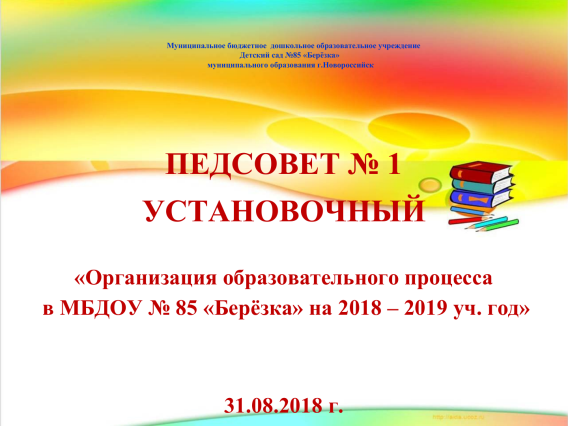 Муниципальное бюджетное дошкольное образовательное учреждение
Детский сад №85 «Берёзка»
муниципального образования г.Новороссийск
ПЕДСОВЕТ № 1
УСТАНОВОЧНЫЙ
«Организация образовательного процесса
в МБДОУ № 85 «Берёзка» на 2018 – 2019 уч. год»
31.08.2018 г.